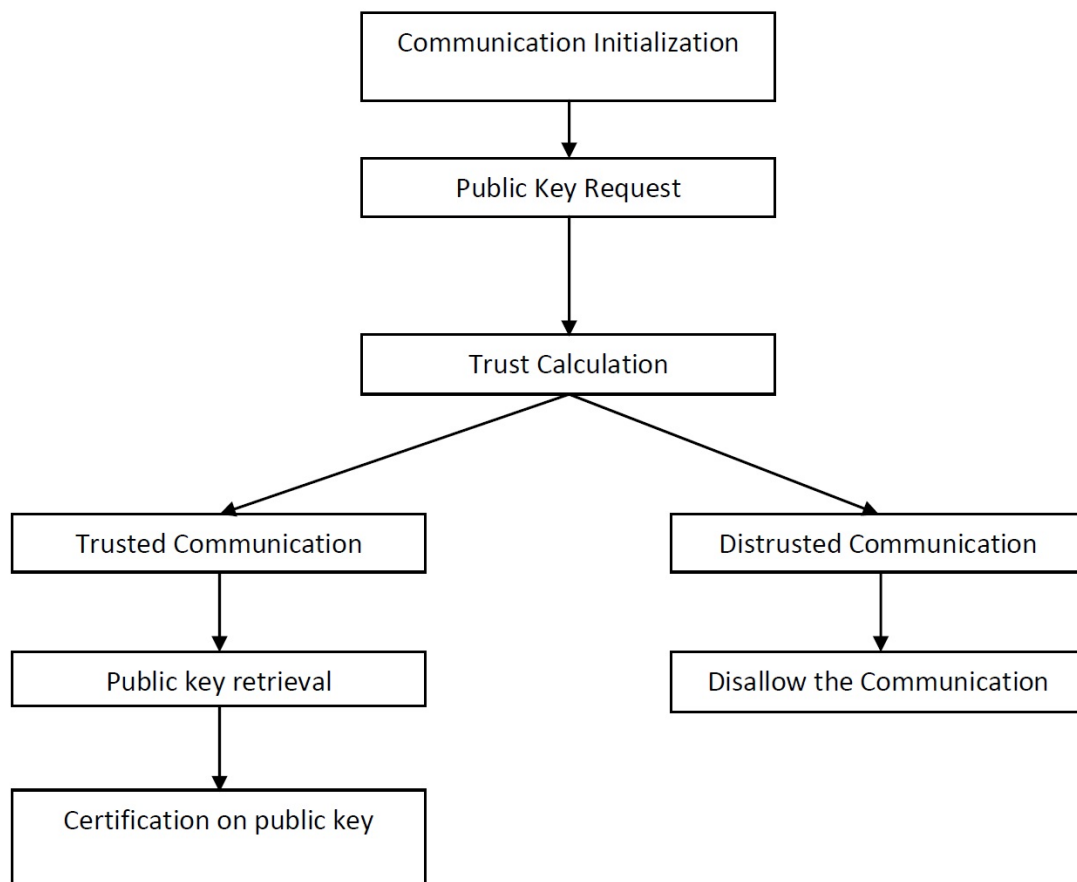 Communication Initialization
Public Key Request
Trust Calculation
Trusted Communication
Distrusted Communication
Public key retrieval
Disallow the Communication
Certification on public key